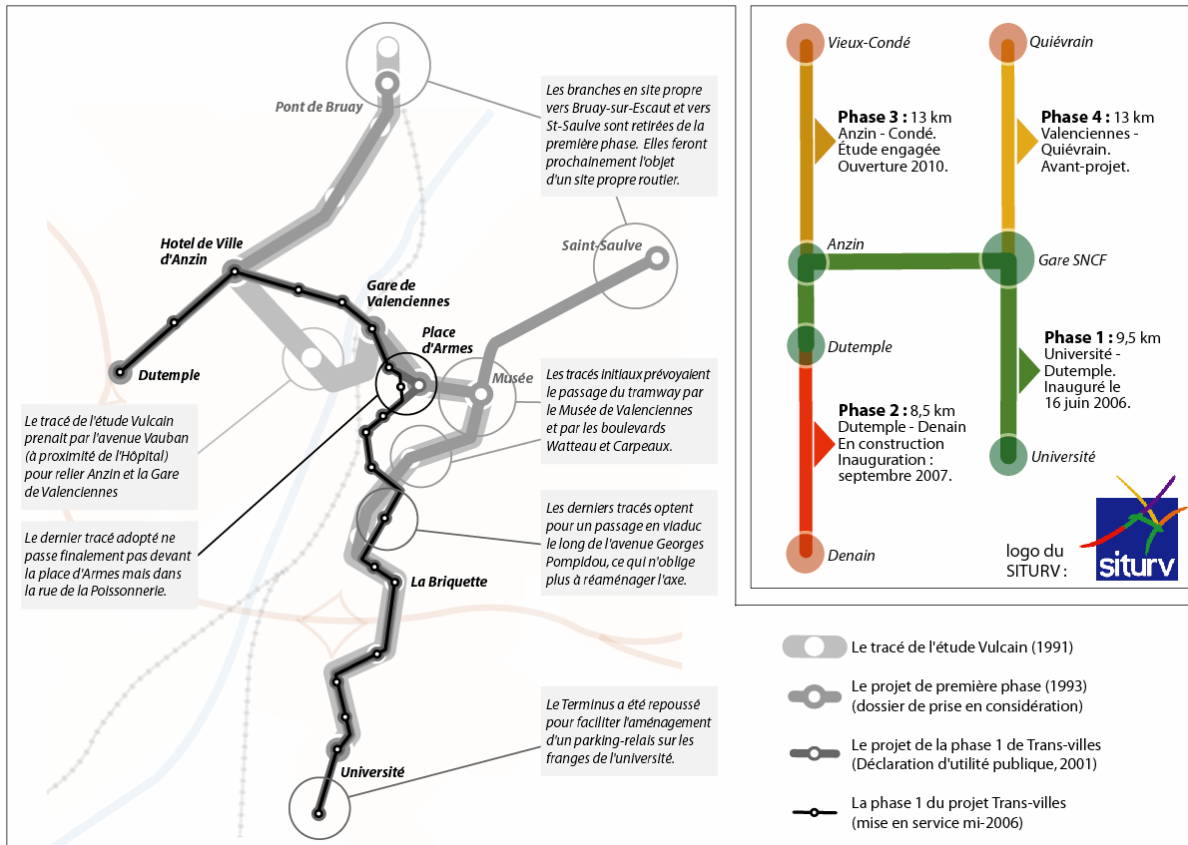 Pont de Bruay
Les branches en site propre
vers Bruay-sur-Escaut et vers
St-Saulve sont retirées de la
première phase. Elles feront
prochainement l'objet
d'un site propre routier.
Hotel de Ville
d'Anzin
Saint-Saulve
Gare de
Valenciennes
Place
d'Armes
Musée
Dutemple
Les tracés initiaux prévoyaient
le passage du tramway par
le Musée de Valenciennes
et par les boulevards
Watteau et Carpeaux.
Le tracé de l'étude Vulcain
prenait par l'avenue Vauban
(à proximité de l'Hôpital)
pour relier Anzin et la Gare
de Valenciennes
Les derniers tracés optent
pour un passage en viaduc
le long de l'avenue Georges
Pompidou, ce qui n'oblige
plus à réaménager l'axe.
Le dernier tracé adopté ne
passe finalement pas devant
la place d'Armes mais dans
la rue de la Poissonnerie.
La Briquette
Le Terminus a été repoussé
pour faciliter l'aménagement
d'un parking-relais sur les
franges de l'université.
Université
Vieux-Condé
Quiévrain
Phase 3 : 13 km
Anzin - Condé.
Étude engagée
Ouverture 2010.
Phase 4 : 13 km
Valenciennes -
Quiévrain.
Avant-projet.
Anzin
Gare SNCF
Dutemple
Phase 1 : 9,5 km
Université -
Dutemple.
Inauguré le
16 juin 2006.
Phase 2 : 8,5 km
Dutemple - Denain
En construction
Inauguration :
septembre 2007.
Université
Denain
logo du
SITURV :
siturv
Le tracé de l'étude Vulcain (1991)
Le projet de première phase (1993)
(dossier de prise en considération)
Le projet de la phase 1 de Trans-villes
(Déclaration d'utilité publique, 2001)
La phase 1 du projet Trans-villes
(mise en service mi-2006)